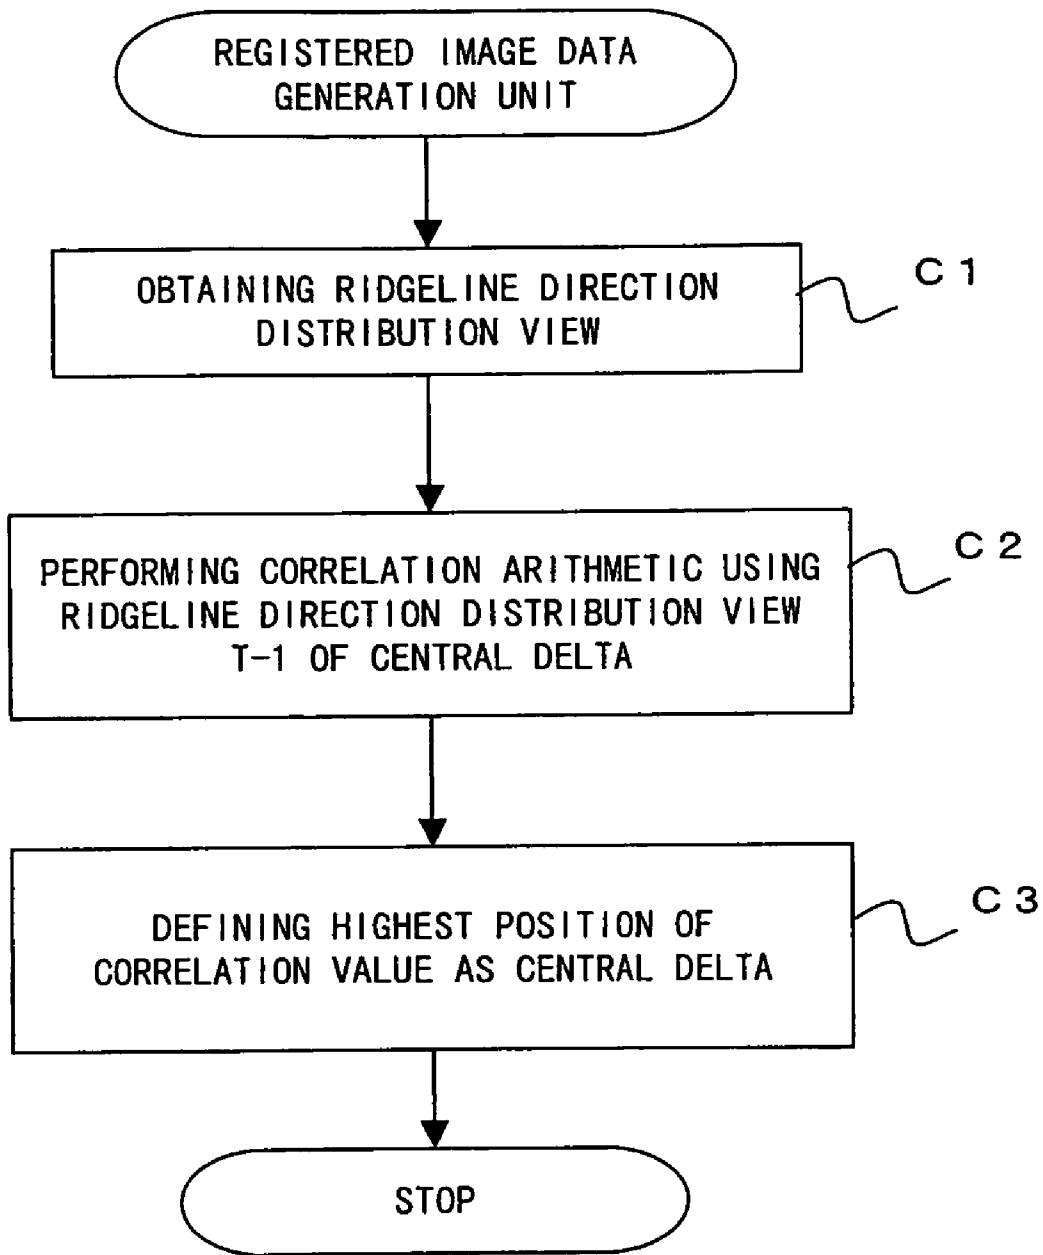 REGISTERED IMAGE DATA
GENERATION UNIT
OBTAINING RIDGELINE DIRECTION
DISTRIBUTION VIEW
C1
PERFORMING CORRELATION ARITHMETIC USING
RIDGELINE DIRECTION DISTRIBUTION VIEW
T-1 OF CENTRAL DELTA
C2
DEFINING HIGHEST POSITION OF
CORRELATION VALUE AS CENTRAL DELTA
C3
STOP